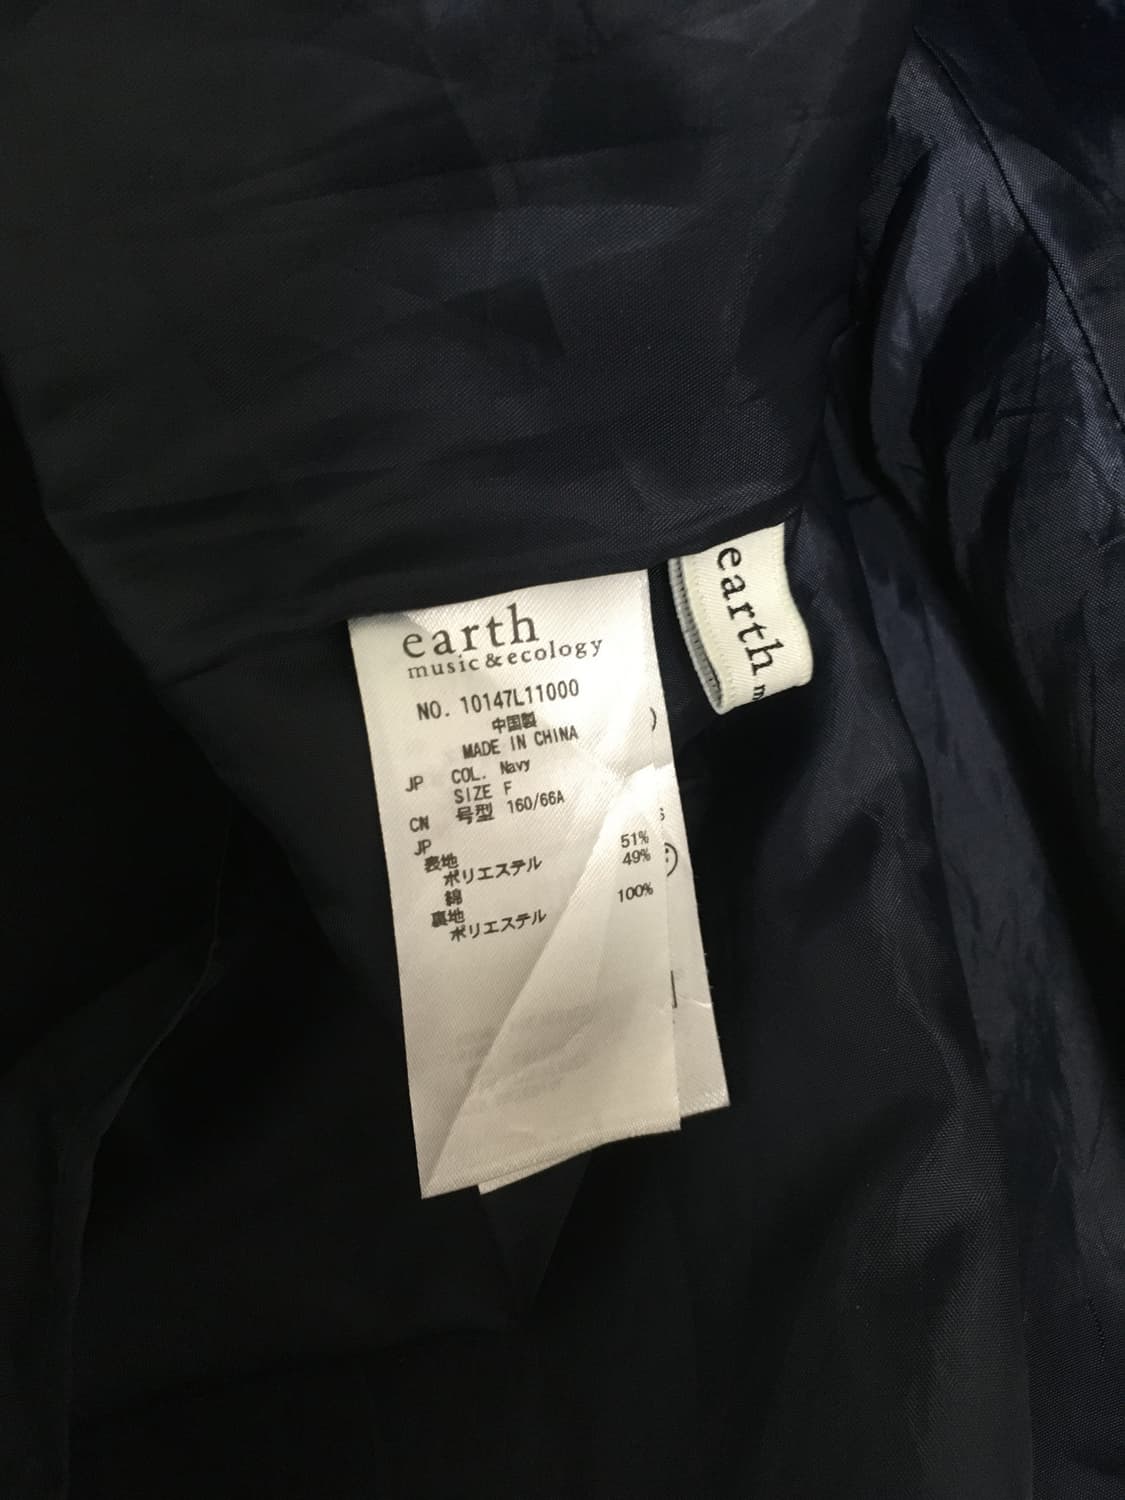 earth
music&ecology
NO. 10147L11000
中国製
MADE IN CHINA
JP COL. Navy
SIZE F
CN 号型 160/66A
JP
表地
ポリエステル 51%
綿 49%
裏地
ポリエステル 100%
earth